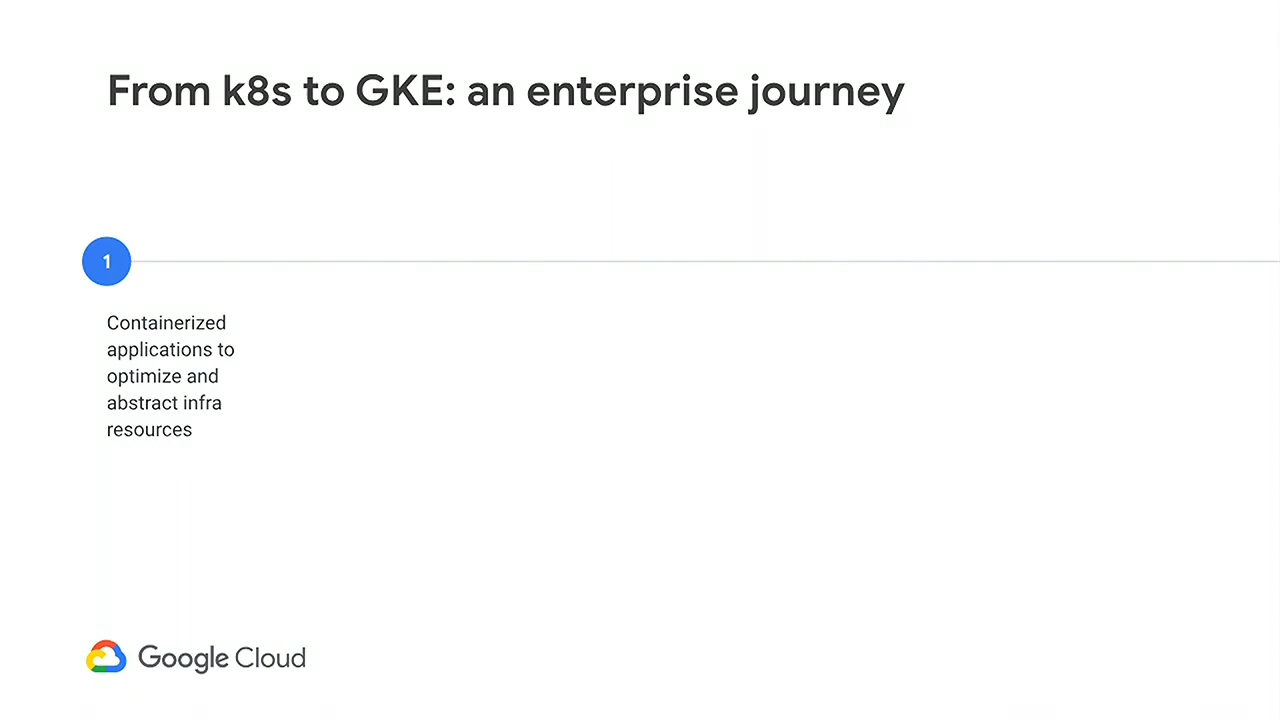 From k8s to GKE: an enterprise journey
1
Containerized
applications to
optimize and
abstract infra
resources
Google Cloud